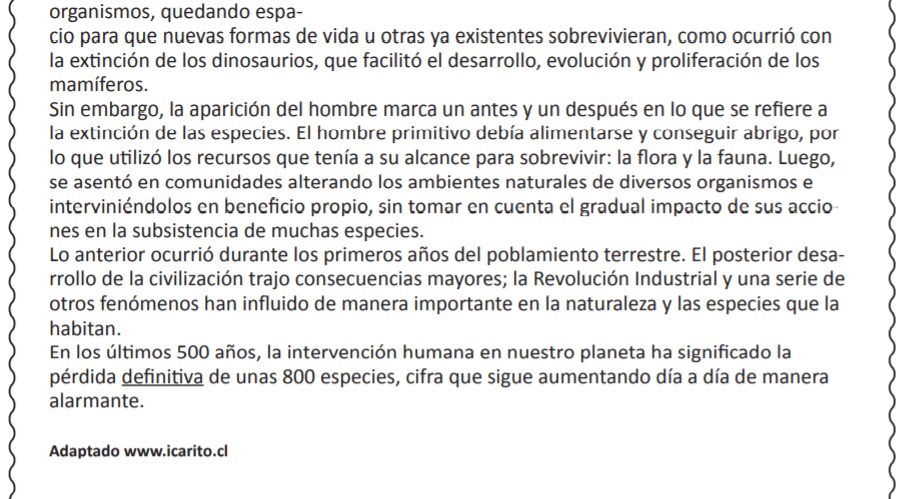 organismos, quedando espa-
cio para que nuevas formas de vida u otras ya existentes sobrevivieran, como ocurrió con
la extinción de los dinosaurios, que facilitó el desarrollo, evolución y proliferación de los
mamíferos.
Sin embargo, la aparición del hombre marca un antes y un después en lo que se refiere a
la extinción de las especies. El hombre primitivo debía alimentarse y conseguir abrigo, por
lo que utilizó los recursos que tenía a su alcance para sobrevivir: la flora y la fauna. Luego,
se asentó en comunidades alterando los ambientes naturales de diversos organismos e
interviniéndolos en beneficio propio, sin tomar en cuenta el gradual impacto de sus accio-
nes en la subsistencia de muchas especies.
Lo anterior ocurrió durante los primeros años del poblamiento terrestre. El posterior desa-
rrollo de la civilización trajo consecuencias mayores; la Revolución Industrial y una serie de
otros fenómenos han influido de manera importante en la naturaleza y las especies que la
habitan.
En los últimos 500 años, la intervención humana en nuestro planeta ha significado la
pérdida definitiva de unas 800 especies, cifra que sigue aumentando día a día de manera
alarmante.
Adaptado www.icarito.cl